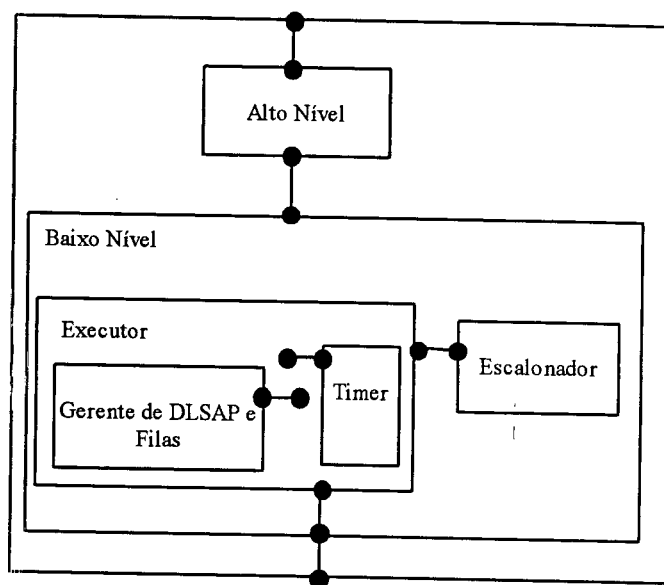 Alto Nível
Baixo Nível
Executor
Gerente de DLSAP e
Filas
Timer
Escalonador